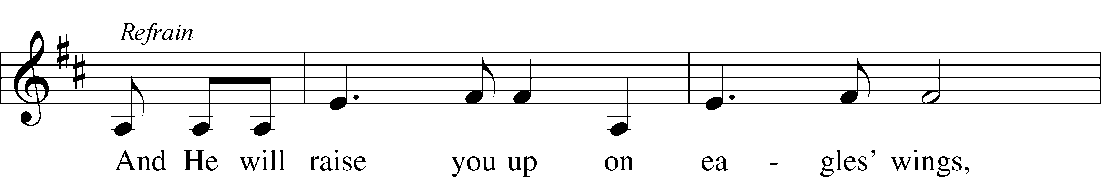 Refrain
And He will raise you up on ea - gles’ wings,